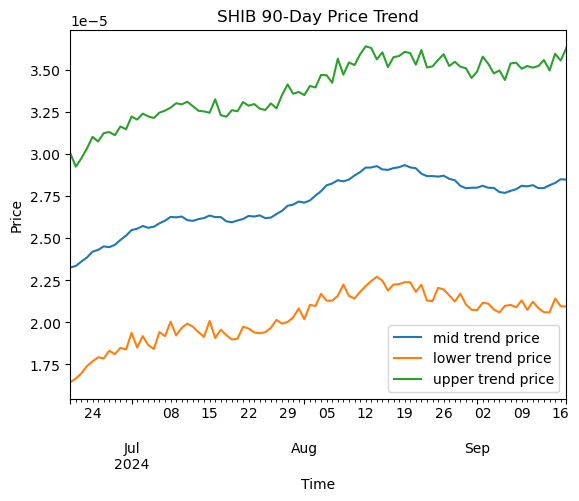 SHIB 90-Day Price Trend
1e−5
3.50
3.25
3.00
2.75
2.50
2.25
2.00
1.75
Price
mid trend price
lower trend price
upper trend price
24 08 15 22 29 05 12 19 26 02 09 16
Jul Aug Sep
2024
Time